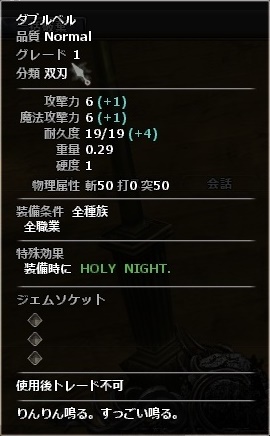 ダブルベル
品質 Normal
グレード 1
分類 双刃
攻撃力 6 (+1)
魔法攻撃力 6 (+1)
耐久度 19/19 (+4)
重量 0.29
硬度 1
物理属性 斬50 打0 突50
会話
装備条件 全種族
全職業
特殊効果
装備時に HOLY NIGHT.
ジェムソケット
使用後トレード不可
りんりん鳴る。すっごい鳴る。